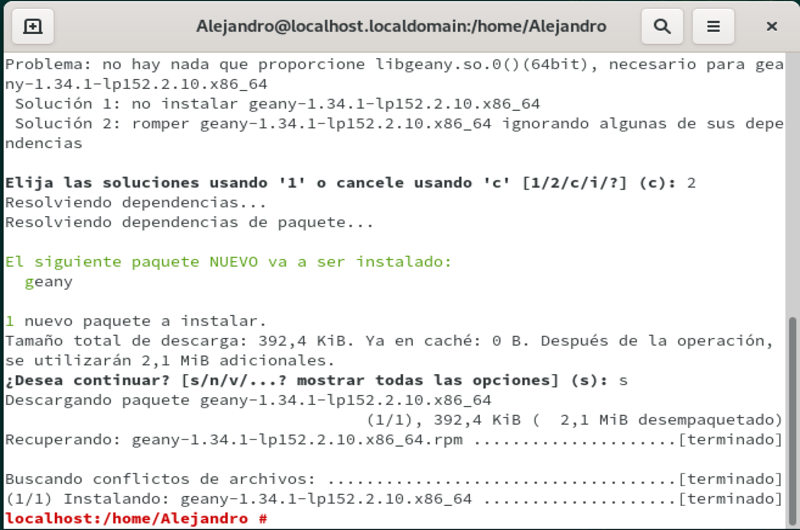 Alejandro@localhost.localdomain:/home/Alejandro
Problema: no hay nada que proporcione libgeany.so.0()(64bit), necesario para gea
ny-1.34.1-lp152.2.10.x86_64
Solución 1: no instalar geany-1.34.1-lp152.2.10.x86_64
Solución 2: romper geany-1.34.1-lp152.2.10.x86_64 ignorando algunas de sus depe
ndencias
Elija las soluciones usando '1' o cancele usando 'c' [1/2/c/i/?] (c): 2
Resolviendo dependencias...
Resolviendo dependencias de paquete...
El siguiente paquete NUEVO va a ser instalado:
geany
1 nuevo paquete a instalar.
Tamaño total de descarga: 392,4 KiB. Ya en caché: 0 B. Después de la operación,
se utilizarán 2,1 MiB adicionales.
¿Desea continuar? [s/n/v/...? mostrar todas las opciones] (s): s
Descargando paquete geany-1.34.1-lp152.2.10.x86_64
(1/1), 392,4 KiB (  2,1 MiB desempaquetado)
Recuperando: geany-1.34.1-lp152.2.10.x86_64.rpm .....................[terminado]
Buscando conflictos de archivos: ....................................[terminado]
(1/1) Instalando: geany-1.34.1-lp152.2.10.x86_64 ....................[terminado]
localhost:/home/Alejandro #